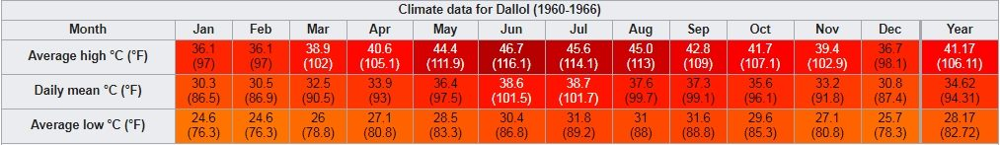 Climate data for Dallol (1960-1966)
Month Jan Feb Mar Apr May Jun Jul Aug Sep Oct Nov Dec Year
Average high °C (°F) 36.1 36.1 38.9 40.6 44.4 46.7 45.6 45.0 42.8 41.7 39.4 36.7 41.17
(97) (97) (102) (105.1) (111.9) (116.1) (114.1) (113) (109) (107.1) (102.9) (98.1) (106.11)
Daily mean °C (°F) 30.3 30.5 32.5 33.9 36.4 38.6 38.7 37.6 37.3 35.6 33.2 30.8 34.62
(86.5) (86.9) (90.5) (93) (97.5) (101.5) (101.7) (99.7) (99.1) (96.1) (91.8) (87.4) (94.31)
Average low °C (°F) 24.6 24.6 26 27.1 28.5 30.4 31.8 31 31.6 29.6 27.1 25.7 28.17
(76.3) (76.3) (78.8) (80.8) (83.3) (86.8) (89.2) (88) (88.8) (85.3) (80.8) (78.3) (82.72)